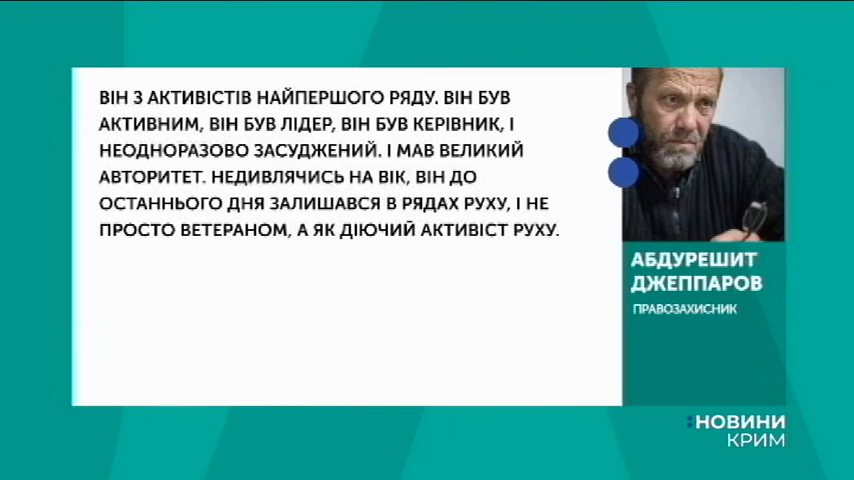 ВІН З АКТИВІСТІВ НАЙПЕРШОГО РЯДУ. ВІН БУВ
АКТИВНИМ, ВІН БУВ ЛІДЕР, ВІН БУВ КЕРІВНИК, І
НЕОДНОРАЗОВО ЗАСУДЖЕНИЙ. І МАВ ВЕЛИКИЙ
АВТОРИТЕТ. НЕДИВЛЯЧИСЬ НА ВІК, ВІН ДО
ОСТАННЬОГО ДНЯ ЗАЛИШАВСЯ В РЯДАХ РУХУ, І НЕ
ПРОСТО ВЕТЕРАНОМ, А ЯК ДІЮЧИЙ АКТИВІСТ РУХУ.
АБДУРЕШИТ
ДЖЕППАРОВ
ПРАВОЗАХИСНИК
:НОВИНИ
КРИМ